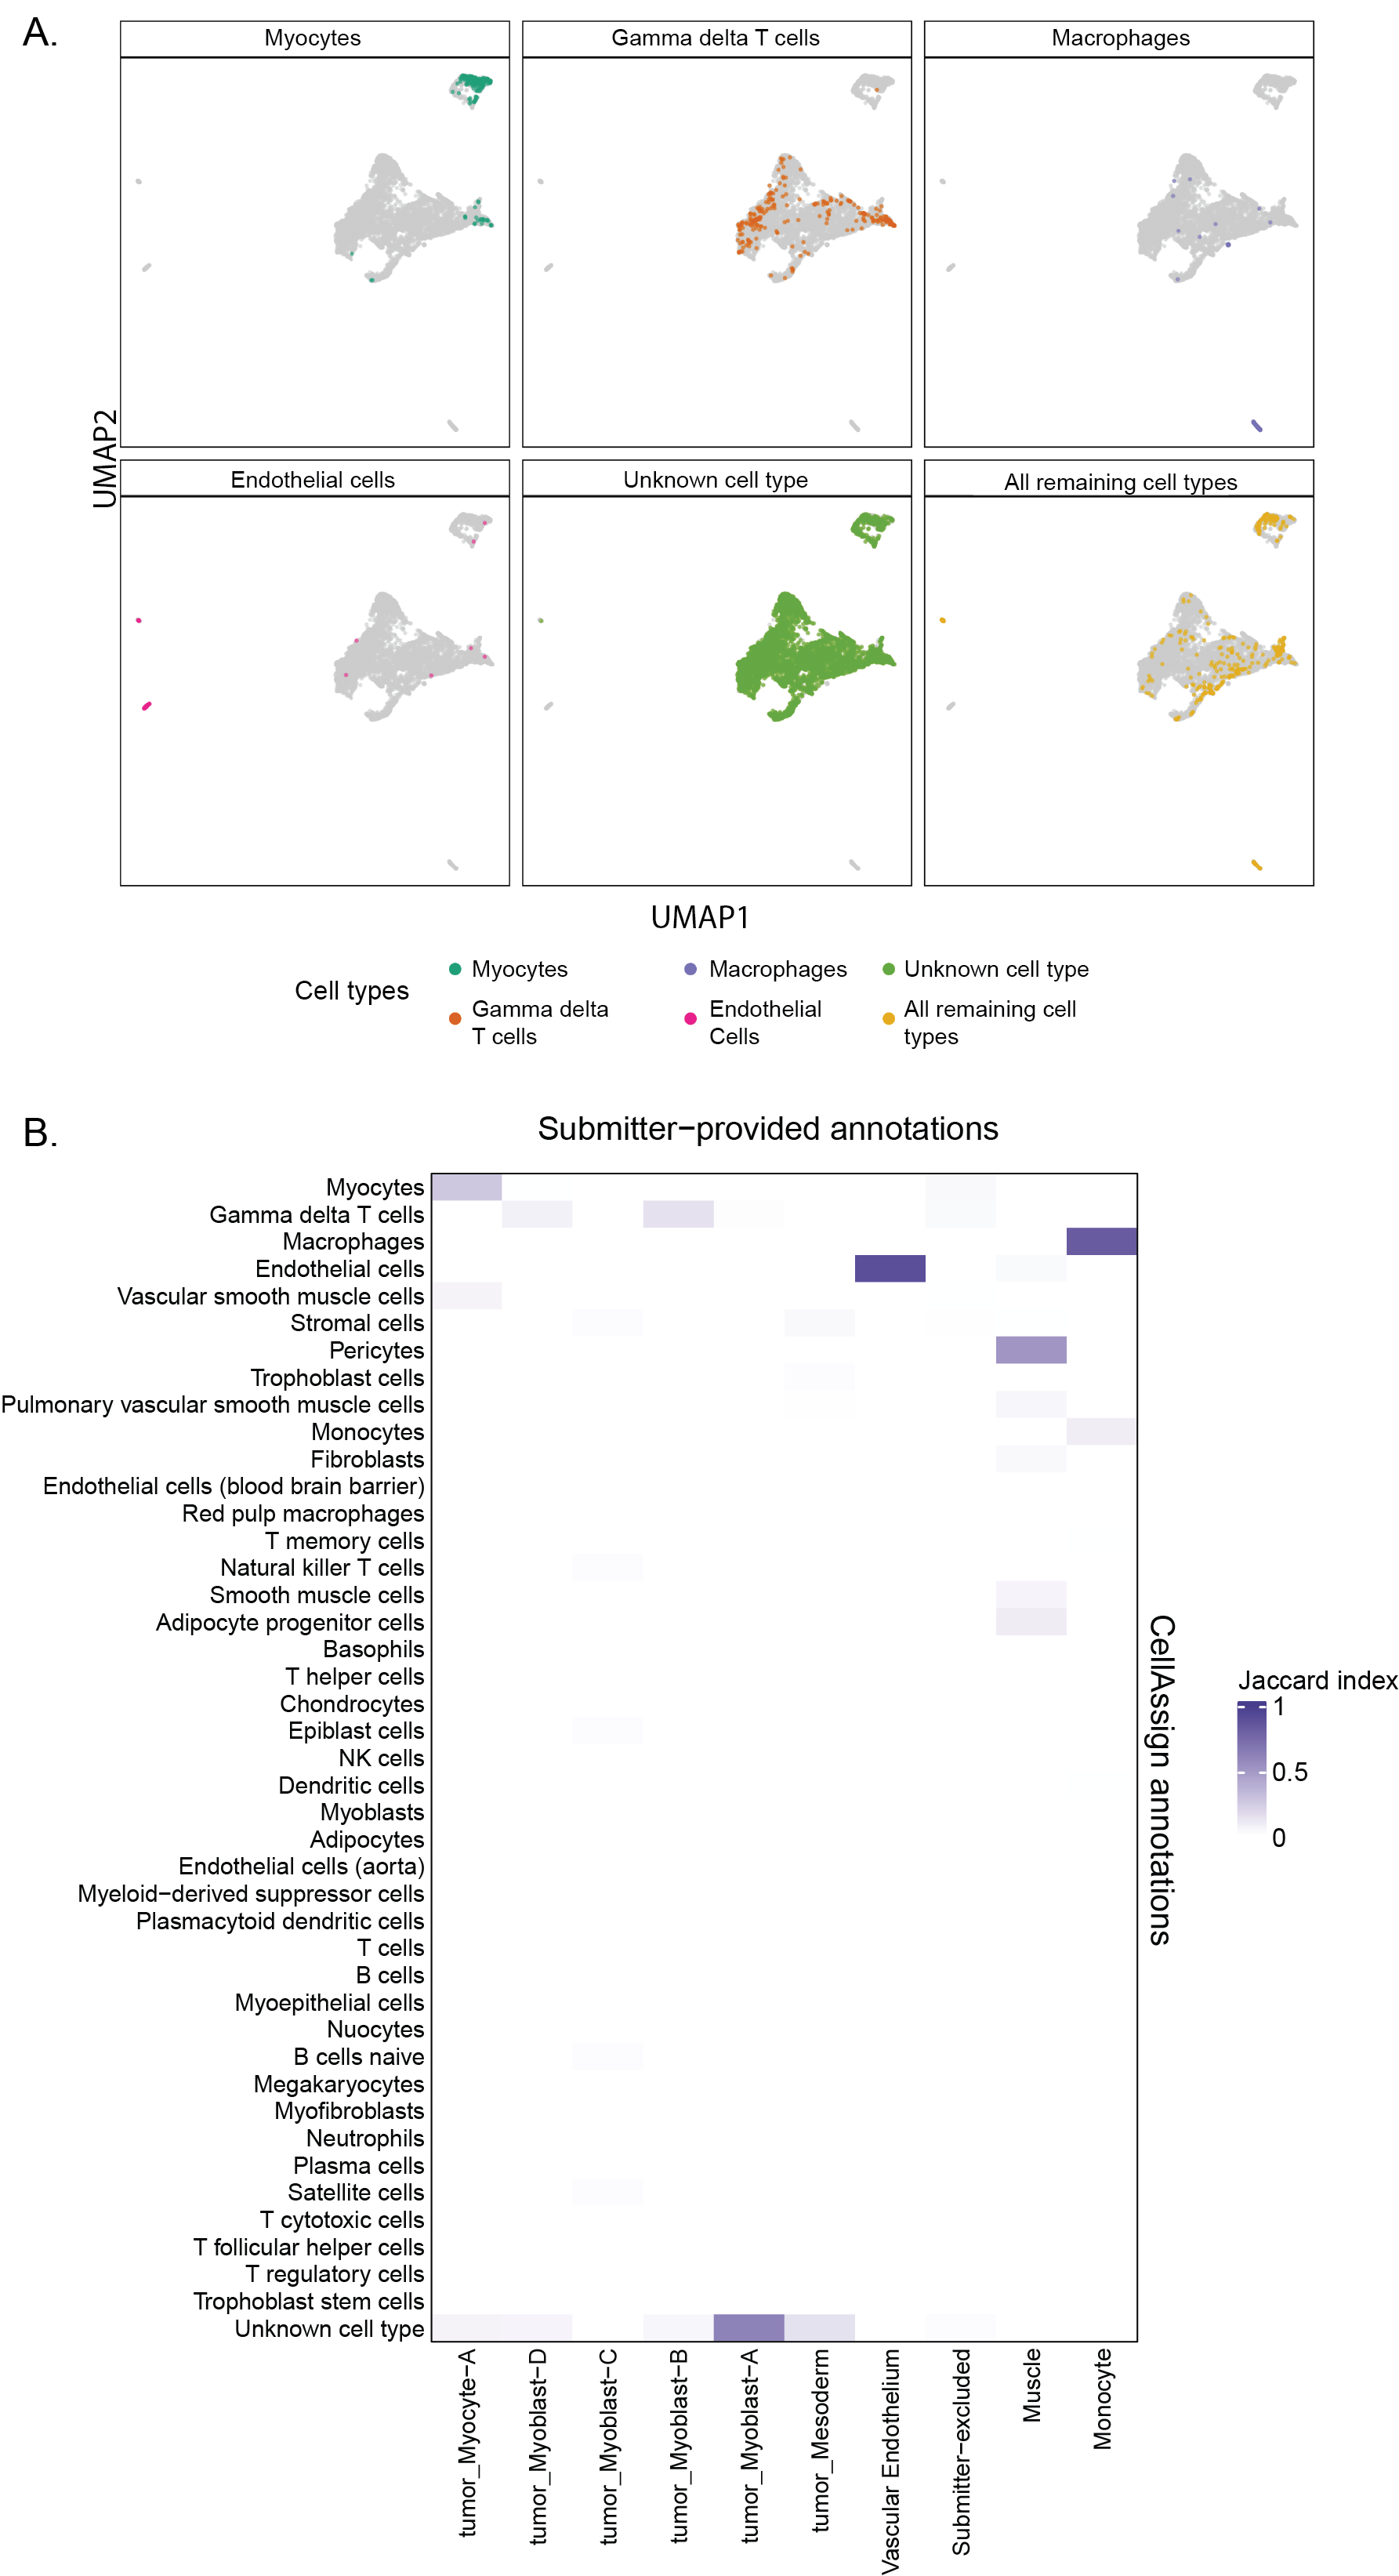 A.
Myocytes
Gamma delta T cells
Macrophages
UMAP2
Endothelial cells
Unknown cell type
All remaining cell types
UMAP1
Cell types
Myocytes
Gamma delta
T cells
Macrophages
Endothelial
Cells
Unknown cell type
All remaining cell
types
B.
Submitter−provided annotations
Myocytes
Gamma delta T cells
Macrophages
Endothelial cells
Vascular smooth muscle cells
Stromal cells
Pericytes
Trophoblast cells
Pulmonary vascular smooth muscle cells
Monocytes
Fibroblasts
Endothelial cells (blood brain barrier)
Red pulp macrophages
T memory cells
Natural killer T cells
Smooth muscle cells
Adipocyte progenitor cells
Basophils
T helper cells
Chondrocytes
Epiblast cells
NK cells
Dendritic cells
Myoblasts
Adipocytes
Endothelial cells (aorta)
Myeloid−derived suppressor cells
Plasmacytoid dendritic cells
T cells
B cells
Myoepithelial cells
Nuocytes
B cells naive
Megakaryocytes
Myofibroblasts
Neutrophils
Plasma cells
Satellite cells
T cytotoxic cells
T follicular helper cells
T regulatory cells
Trophoblast stem cells
Unknown cell type
CellAssign annotations
Jaccard index
1
0.5
0
tumor_Myocyte−A
tumor_Myoblast−D
tumor_Myoblast−C
tumor_Myoblast−B
tumor_Myoblast−A
tumor_Mesoderm
Vascular Endothelium
Submitter−excluded
Muscle
Monocyte